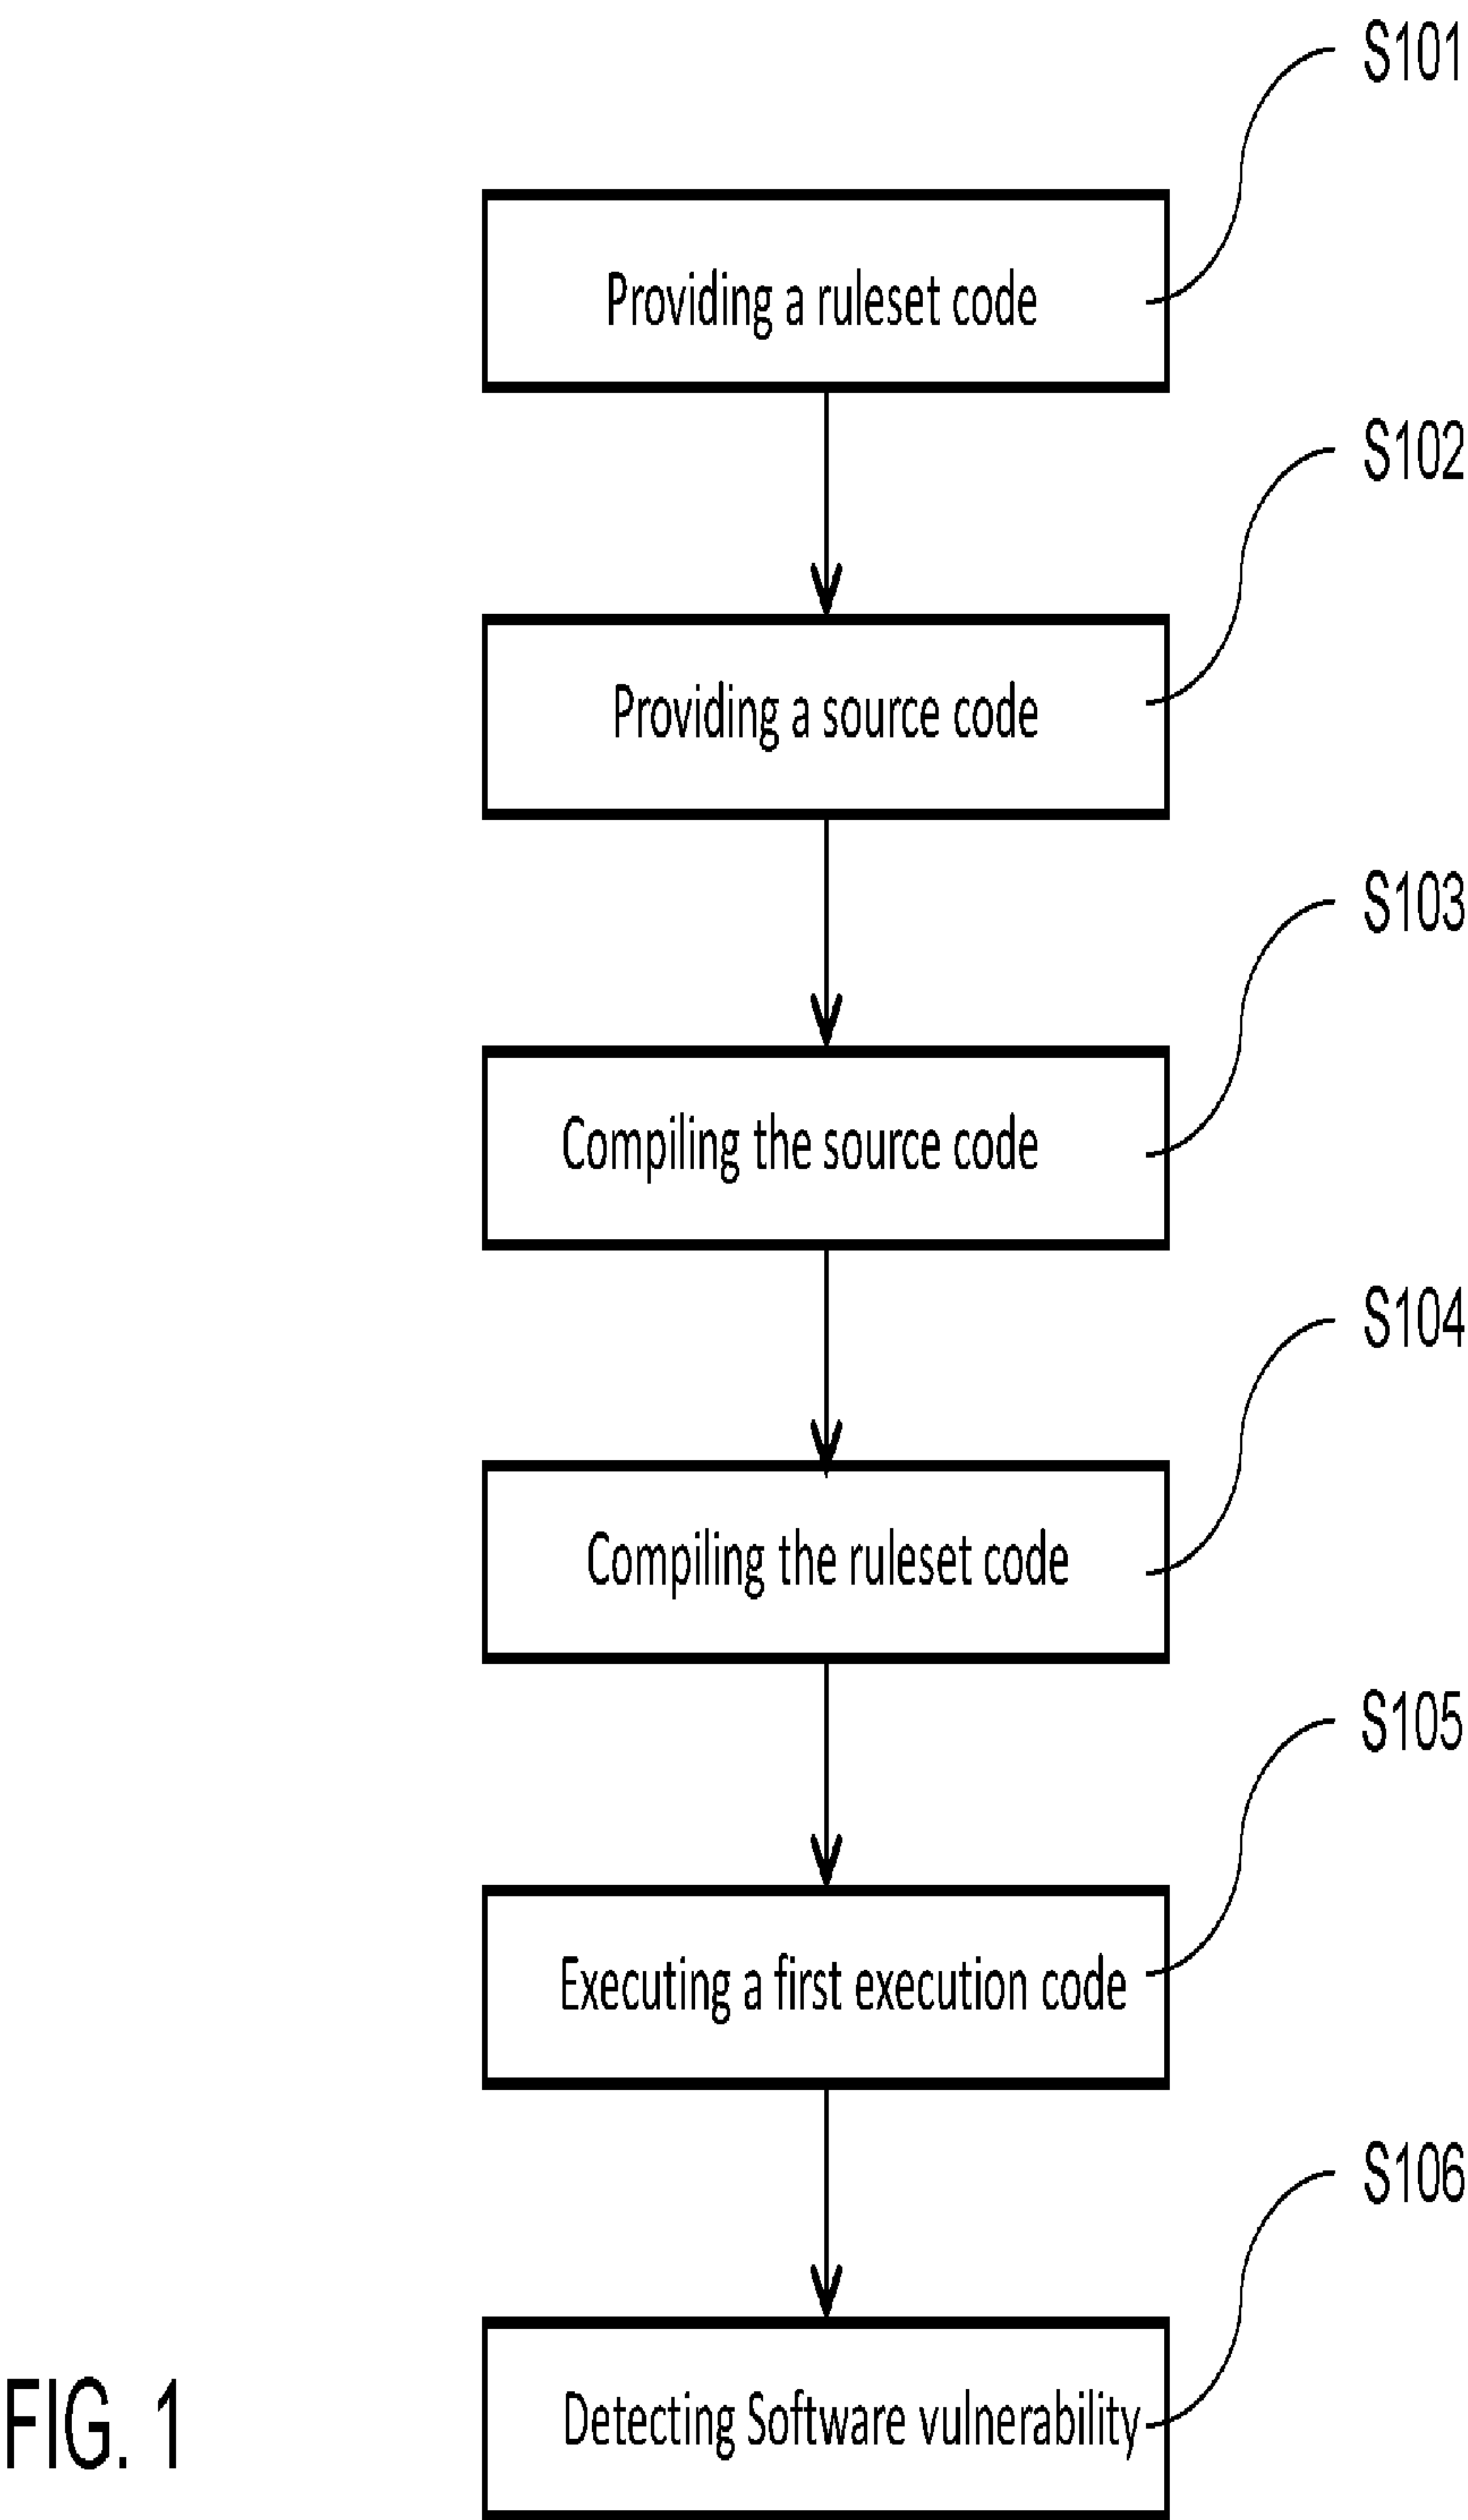 S101
Providing a ruleset code
S102
Providing a source code
S103
Compiling the source code
S104
Compiling the ruleset code
S105
Executing a first execution code
S106
Detecting Software vulnerability
FIG. 1